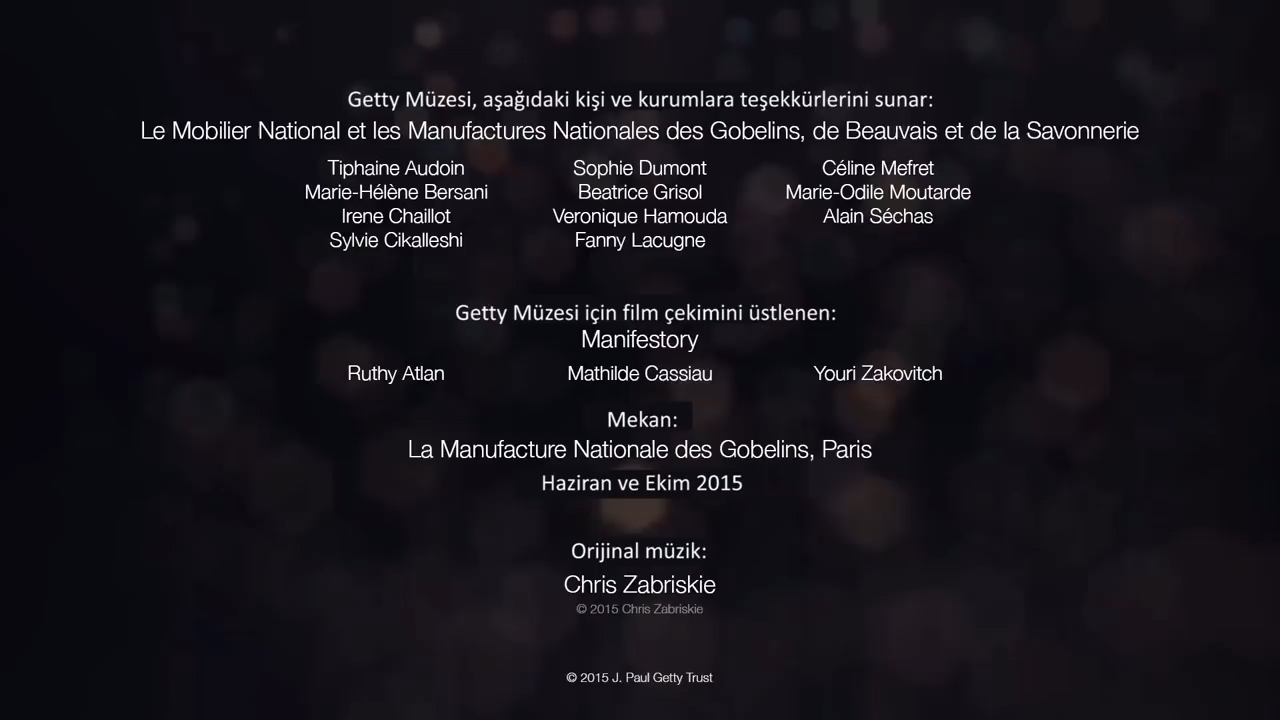 Getty Müzesi, aşağıdaki kişi ve kurumlara teşekkürlerini sunar:
Le Mobilier National et les Manufactures Nationales des Gobelins, de Beauvais et de la Savonnerie
Tiphaine Audoin Sophie Dumont Céline Mefret
Marie-Hélène Bersani Beatrice Grisol Marie-Odile Moutarde
Irene Chaillot Veronique Hamouda Alain Séchas
Sylvie Cikalleshi Fanny Lacugne
Getty Müzesi için film çekimini üstlenen:
Manifestory
Ruthy Atlan Mathilde Cassiau Youri Zakovitch
Mekan:
La Manufacture Nationale des Gobelins, Paris
Haziran ve Ekim 2015
Orijinal müzik:
Chris Zabriskie
© 2015 Chris Zabriskie
© 2015 J. Paul Getty Trust